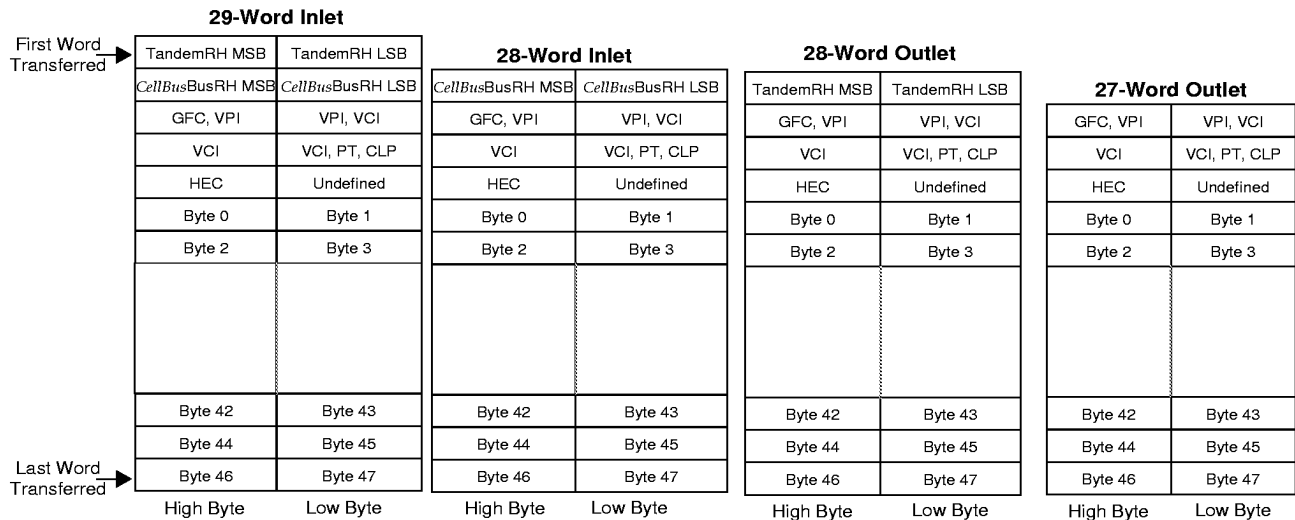 29-Word Inlet
First Word
Transferred
TandemRH MSB TandemRH LSB
CellBusBusRH MSB CellBusBusRH LSB
GFC, VPI VPI, VCI
VCI VCI, PT, CLP
HEC Undefined
Byte 0 Byte 1
Byte 2 Byte 3
Byte 42 Byte 43
Byte 44 Byte 45
Last Word
Transferred
Byte 46 Byte 47
High Byte Low Byte
28-Word Inlet
CellBusBusRH MSB CellBusBusRH LSB
GFC, VPI VPI, VCI
VCI VCI, PT, CLP
HEC Undefined
Byte 0 Byte 1
Byte 2 Byte 3
Byte 42 Byte 43
Byte 44 Byte 45
Byte 46 Byte 47
High Byte Low Byte
28-Word Outlet
TandemRH MSB TandemRH LSB
GFC, VPI VPI, VCI
VCI VCI, PT, CLP
HEC Undefined
Byte 0 Byte 1
Byte 2 Byte 3
Byte 42 Byte 43
Byte 44 Byte 45
Byte 46 Byte 47
High Byte Low Byte
27-Word Outlet
GFC, VPI VPI, VCI
VCI VCI, PT, CLP
HEC Undefined
Byte 0 Byte 1
Byte 2 Byte 3
Byte 42 Byte 43
Byte 44 Byte 45
Byte 46 Byte 47
High Byte Low Byte